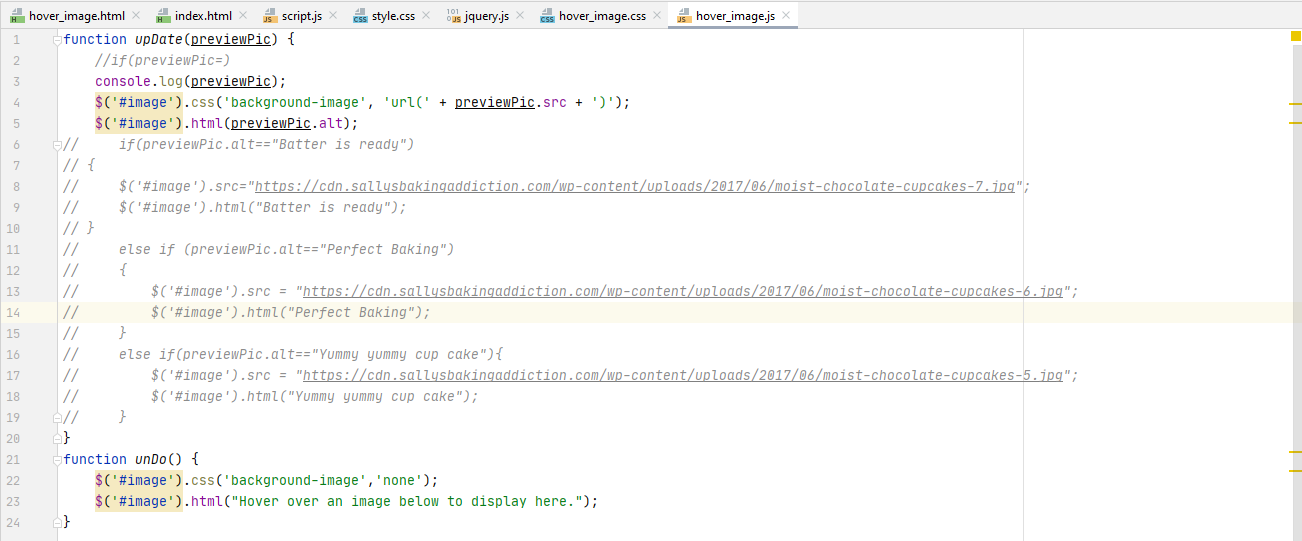 hover_image.html index.html script.js style.css jquery.js hover_image.css hover_image.js
1 function upDate(previewPic) {
2 //if(previewPic=)
3 console.log(previewPic);
4 $('#image').css('background-image', 'url(' + previewPic.src + ')');
5 $('#image').html(previewPic.alt);
6 // if(previewPic.alt=="Batter is ready")
7 // {
8 // $('#image').src="https://cdn.sallysbakingaddiction.com/wp-content/uploads/2017/06/moist-chocolate-cupcakes-7.jpg";
9 // $('#image').html("Batter is ready");
10 // }
11 // else if (previewPic.alt=="Perfect Baking")
12 // {
13 // $('#image').src = "https://cdn.sallysbakingaddiction.com/wp-content/uploads/2017/06/moist-chocolate-cupcakes-6.jpg";
14 // $('#image').html("Perfect Baking");
15 // }
16 // else if(previewPic.alt=="Yummy yummy cup cake"){
17 // $('#image').src = "https://cdn.sallysbakingaddiction.com/wp-content/uploads/2017/06/moist-chocolate-cupcakes-5.jpg";
18 // $('#image').html("Yummy yummy cup cake");
19 // }
20 }
21 function unDo() {
22 $('#image').css('background-image','none');
23 $('#image').html("Hover over an image below to display here.");
24 }